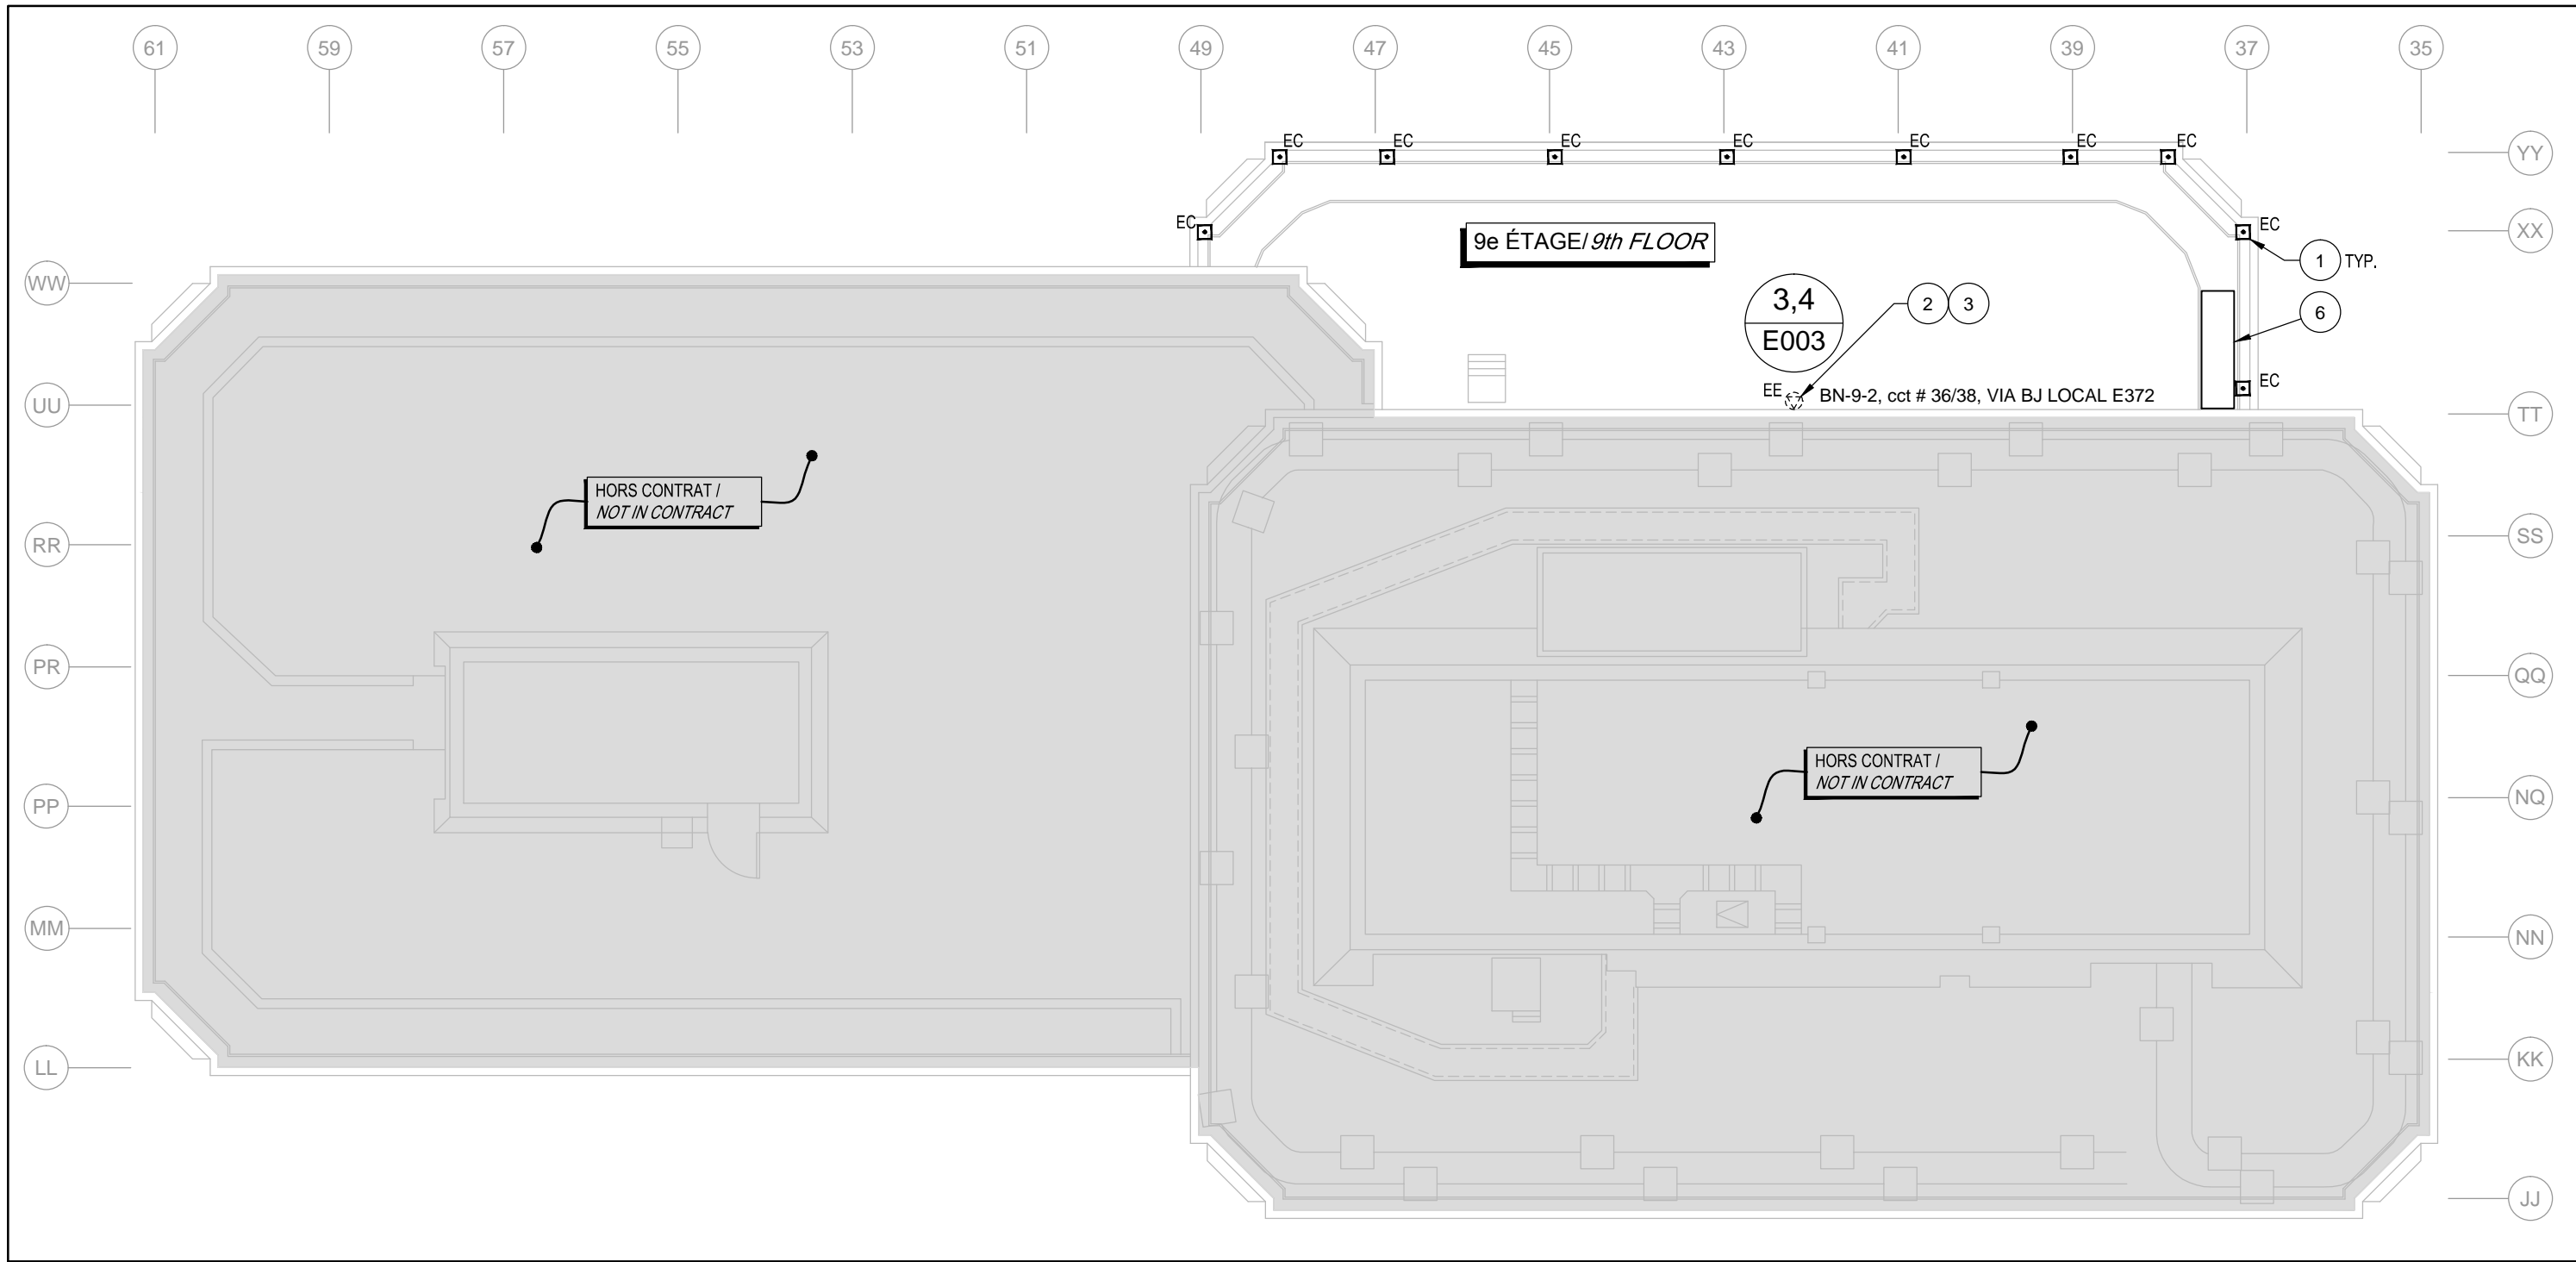 61
59
57
55
53
51
49
47
45
43
41
39
37
35
EC
EC
EC
EC
EC
EC
EC
YY
EC
EC
XX
9e ÉTAGE/ 9th FLOOR
1
TYP.
WW
3,4
E003
2
3
6
EC
EE
BN-9-2, cct # 36/38, VIA BJ LOCAL E372
UU
TT
HORS CONTRAT /
NOT IN CONTRACT
RR
SS
PR
QQ
HORS CONTRAT /
NOT IN CONTRACT
PP
NQ
MM
NN
LL
KK
JJ